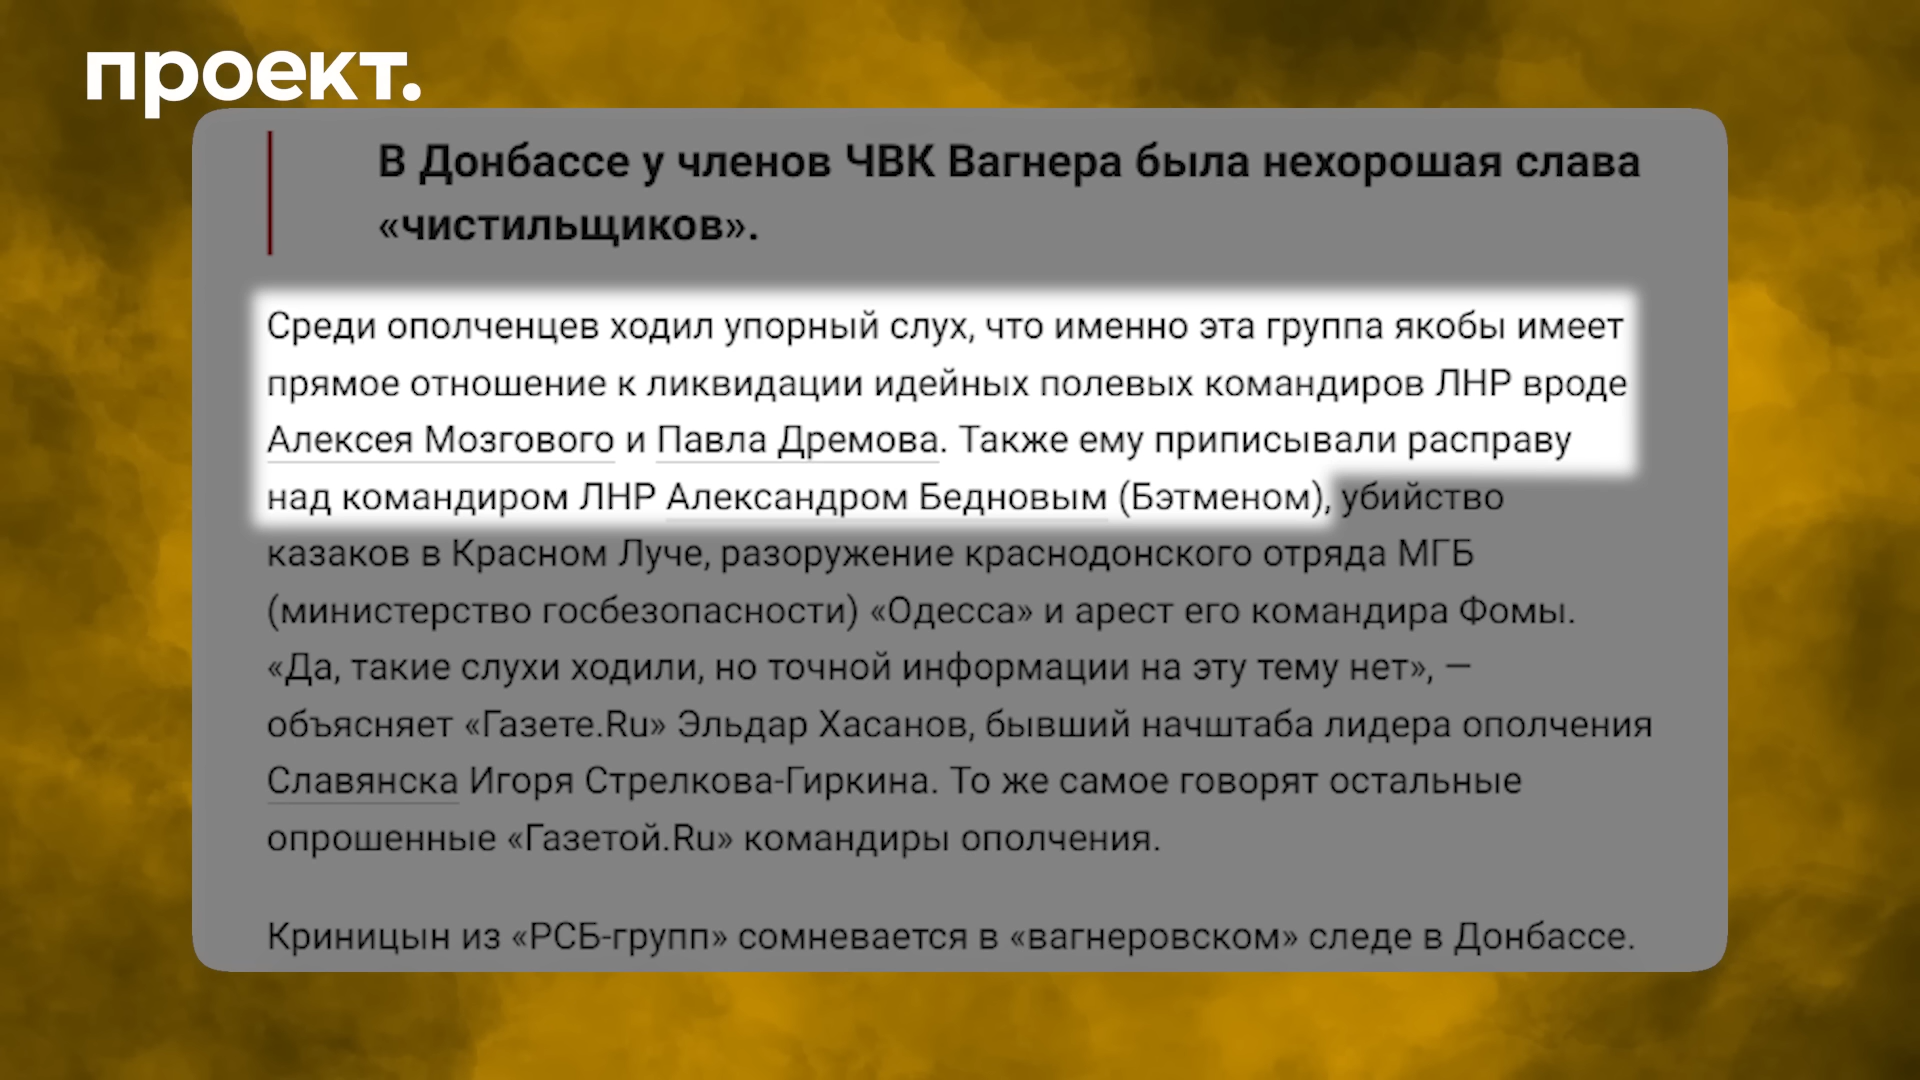 проект.
В Донбассе у членов ЧВК Вагнера была нехорошая слава
«чистильщиков».
Среди ополченцев ходил упорный слух, что именно эта группа якобы имеет
прямое отношение к ликвидации идейных полевых командиров ЛНР вроде
Алексея Мозгового и Павла Дремова. Также ему приписывали расправу
над командиром ЛНР Александром Бедновым (Бэтменом), убийство
казаков в Красном Луче, разоружение краснодонского отряда МГБ
(министерство госбезопасности) «Одесса» и арест его командира Фомы.
«Да, такие слухи ходили, но точной информации на эту тему нет», —
объясняет «Газете.Ru» Эльдар Хасанов, бывший начштаба лидера ополчения
Славянска Игоря Стрелкова-Гиркина. То же самое говорят остальные
опрошенные «Газетой.Ru» командиры ополчения.
Криницын из «РСБ-групп» сомневается в «вагнеровском» следе в Донбассе.